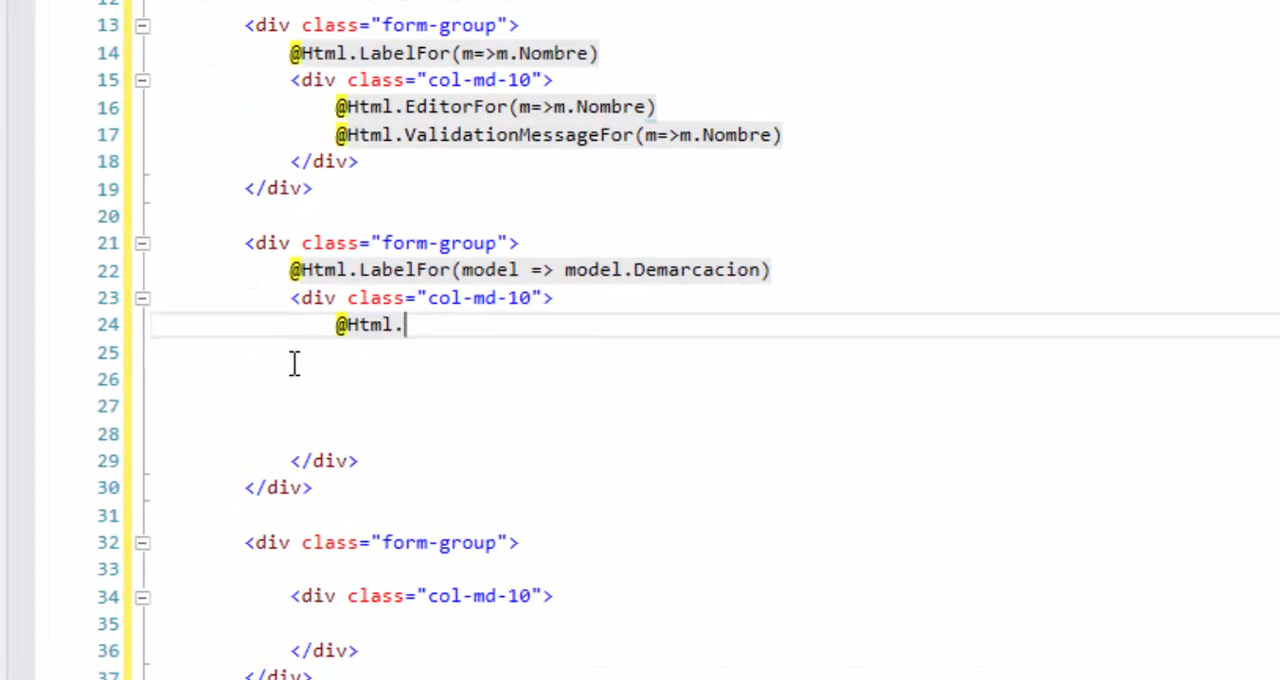 12
13 <div class="form-group">
14 @Html.LabelFor(m=>m.Nombre)
15 <div class="col-md-10">
16 @Html.EditorFor(m=>m.Nombre)
17 @Html.ValidationMessageFor(m=>m.Nombre)
18 </div>
19 </div>
20
21 <div class="form-group">
22 @Html.LabelFor(model => model.Demarcacion)
23 <div class="col-md-10">
24 @Html.
25
26
27
28
29 </div>
30 </div>
31
32 <div class="form-group">
33
34 <div class="col-md-10">
35
36 </div>
37 </div>